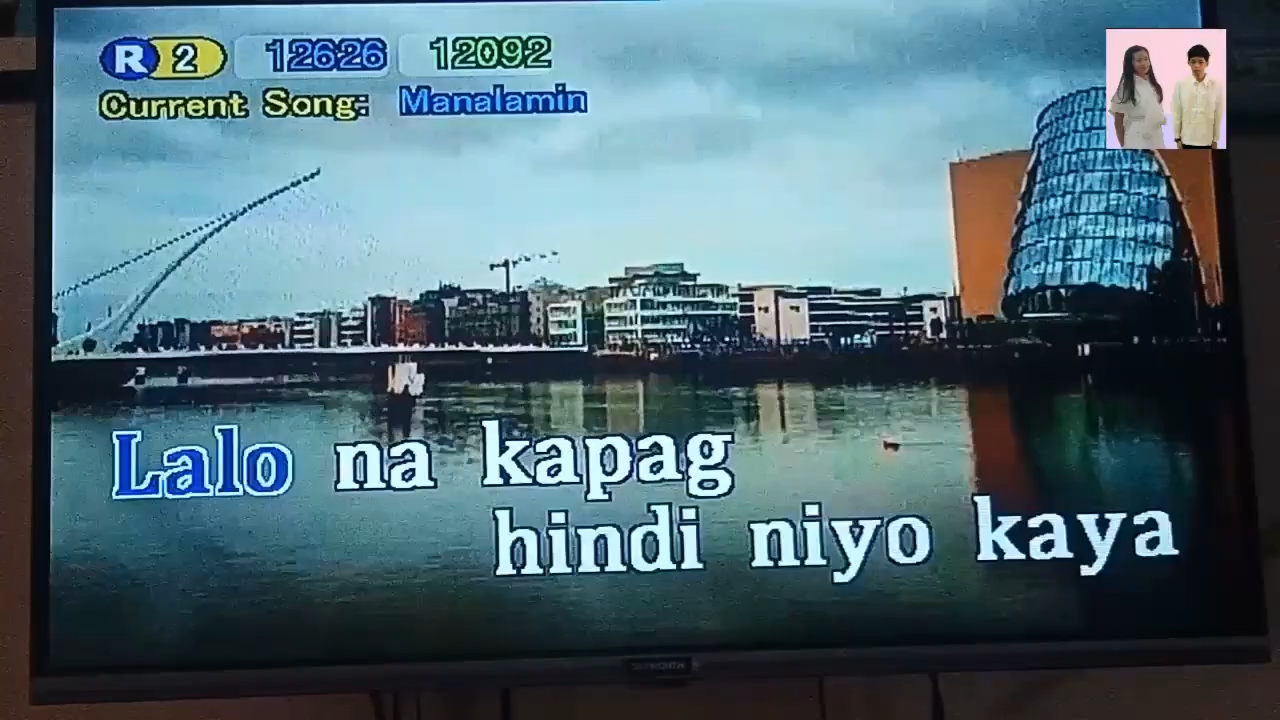 R 2 12626 12092
Current Song: Manalamin
Lalo na kapag
hindi niyo kaya